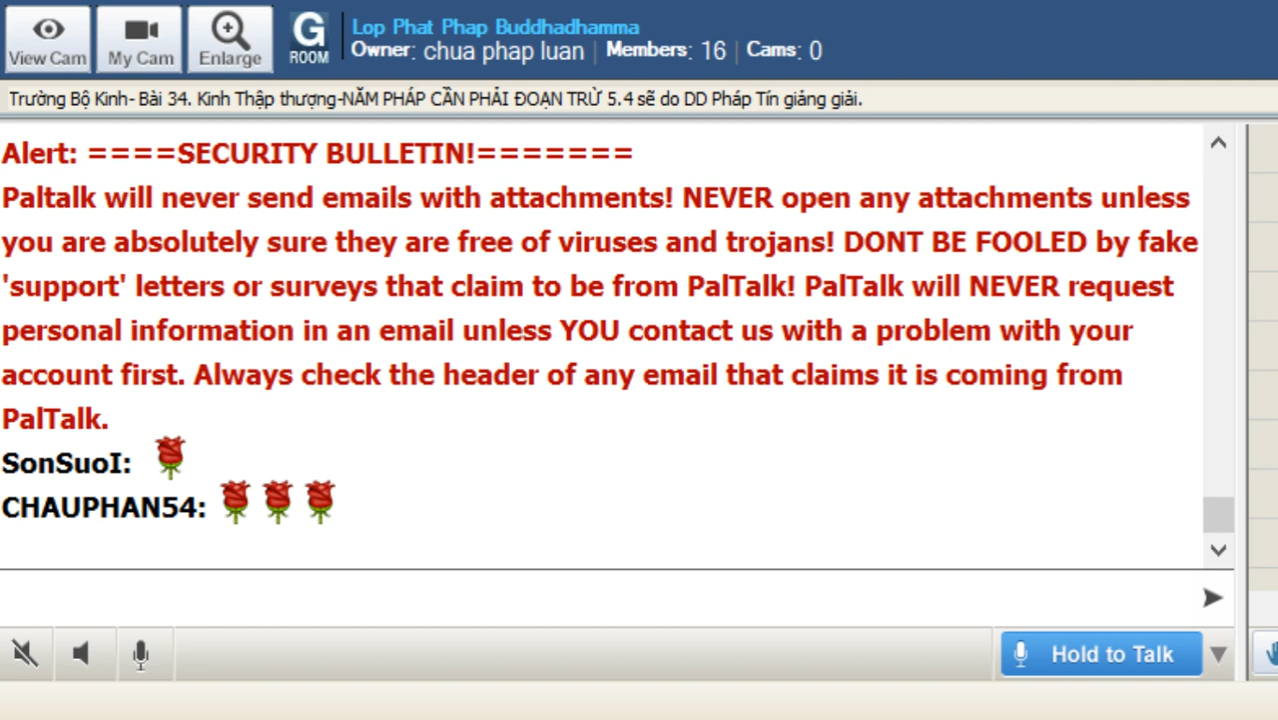 Lop Phat Phap Buddhadhamma
Owner: chua phap luan | Members: 16 | Cams: 0
View Cam
My Cam
Enlarge
G
ROOM
Trường Bộ Kinh- Bài 34. Kinh Thập thượng-NĂM PHÁP CẦN PHẢI ĐOẠN TRỪ 5.4 sẽ do DD Pháp Tín giảng giải.
Alert: ====SECURITY BULLETIN!=======
Paltalk will never send emails with attachments! NEVER open any attachments unless
you are absolutely sure they are free of viruses and trojans! DONT BE FOOLED by fake
'support' letters or surveys that claim to be from PalTalk! PalTalk will NEVER request
personal information in an email unless YOU contact us with a problem with your
account first. Always check the header of any email that claims it is coming from
PalTalk.
SonSuoI:
CHAUPHAN54:
Hold to Talk